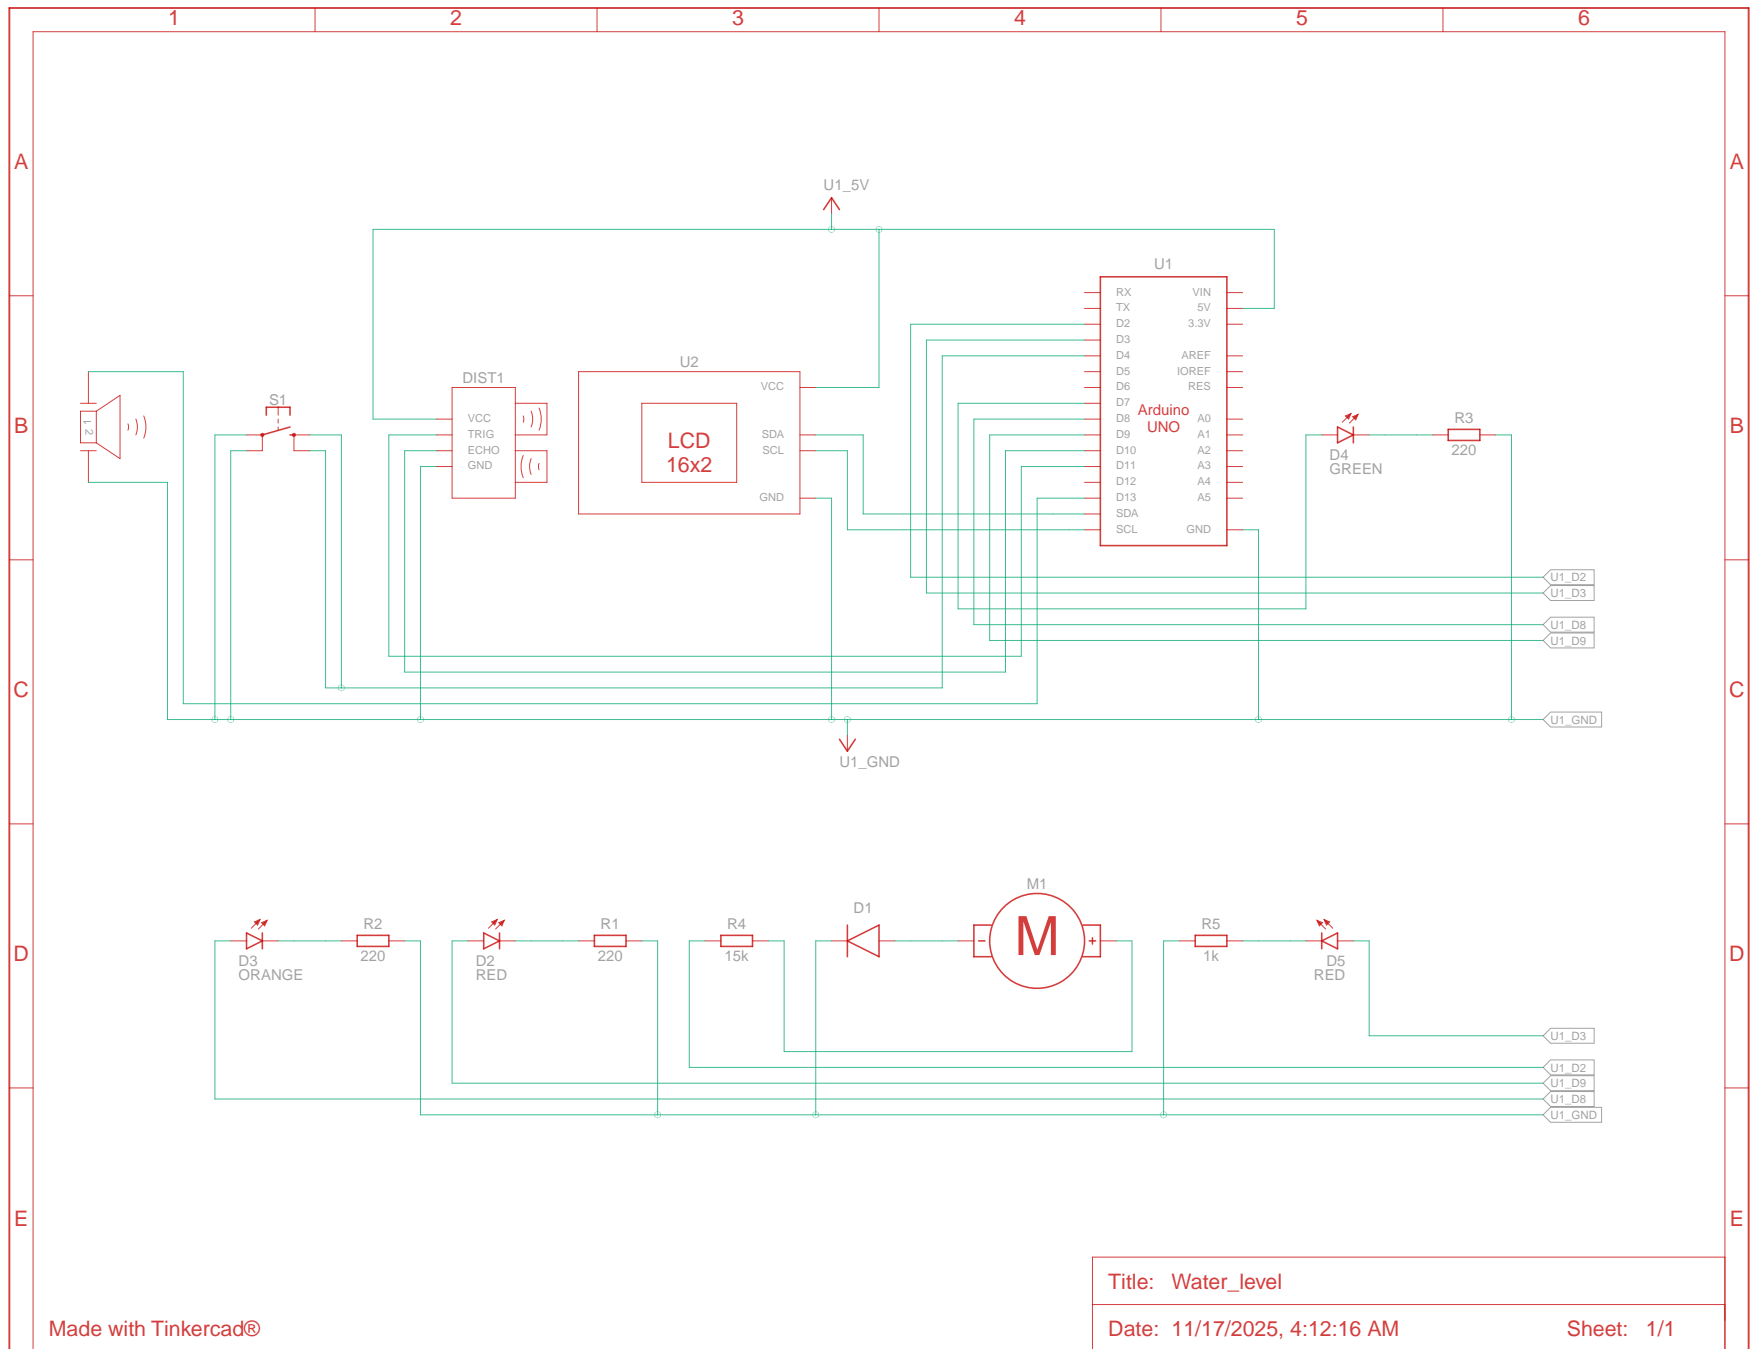 1 2 3 4 5 6
A A
U1_5V
U1
RX VIN
TX 5V
D2 3.3V
D3
D4 AREF
D5 IOREF
D6 RES
D7
D8 A0
D9 A1
D10 A2
D11 A3
D12 A4
D13 A5
SDA
SCL GND
Arduino
UNO
U2
VCC
SDA
SCL
GND
LCD
16x2
DIST1
VCC
TRIG
ECHO
GND
S1
1 2
B B
D4
GREEN
R3
220
U1_D2
U1_D3
U1_D8
U1_D9
C C
U1_GND
U1_GND
M1
M
- +
D3
ORANGE
R2
220
D2
RED
R1
220
R4
15k
D1
R5
1k
D5
RED
D D
U1_D3
U1_D2
U1_D9
U1_D8
U1_GND
E E
Title: Water_level
Made with Tinkercad®
Date: 11/17/2025, 4:12:16 AM Sheet: 1/1